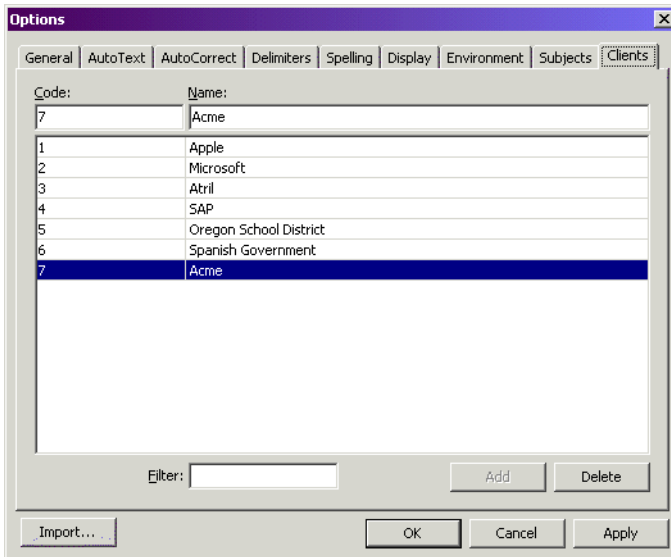 Options
General AutoText AutoCorrect Delimiters Spelling Display Environment Subjects Clients
Code: Name:
7 Acme
1 Apple
2 Microsoft
3 Atril
4 SAP
5 Oregon School District
6 Spanish Government
7 Acme
Filter: Add Delete
Import... OK Cancel Apply